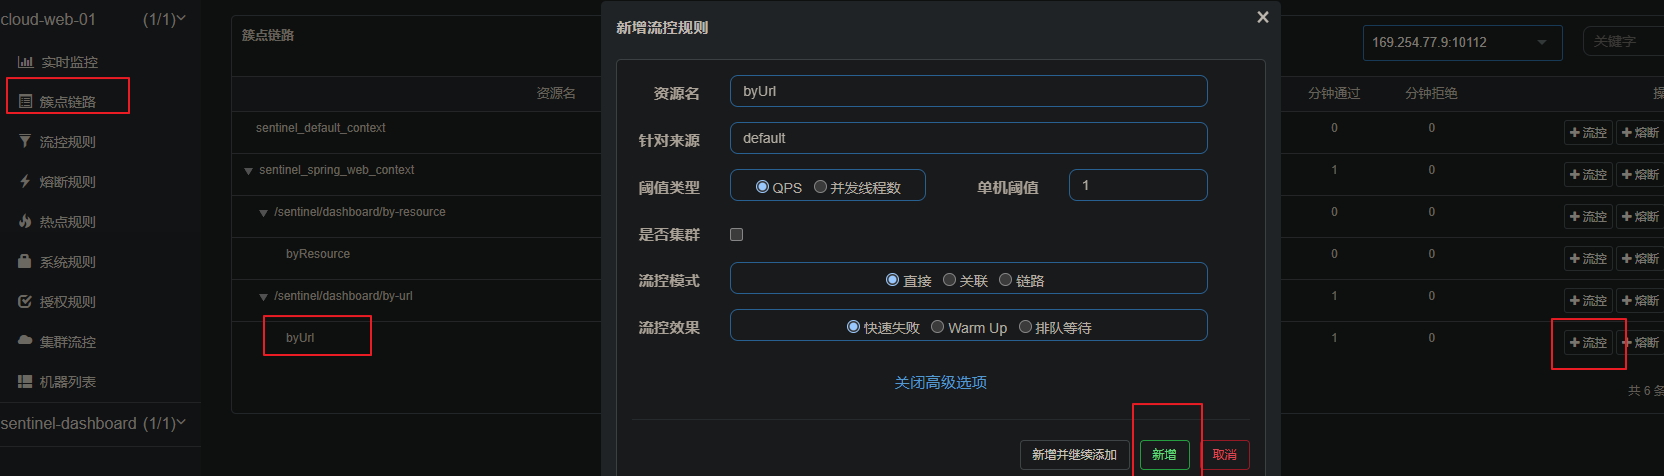 cloud-web-01 (1/1)
实时监控
簇点链路
流控规则
熔断规则
热点规则
系统规则
授权规则
集群流控
机器列表
sentinel-dashboard (1/1)
簇点链路
169.254.77.9:10112
关键字
资源名 分钟通过 分钟拒绝
sentinel_default_context 0 0 流控 熔断
sentinel_spring_web_context 1 0 流控 熔断
/sentinel/dashboard/by-resource 0 0 流控 熔断
byResource 0 0 流控 熔断
/sentinel/dashboard/by-url 1 0 流控 熔断
byUrl 1 0 流控 熔断
共 6 条
新增流控规则
资源名 byUrl
针对来源 default
阈值类型 QPS 并发线程数 单机阈值 1
是否集群
流控模式 直接 关联 链路
流控效果 快速失败 Warm Up 排队等待
关闭高级选项
新增并继续添加 新增 取消